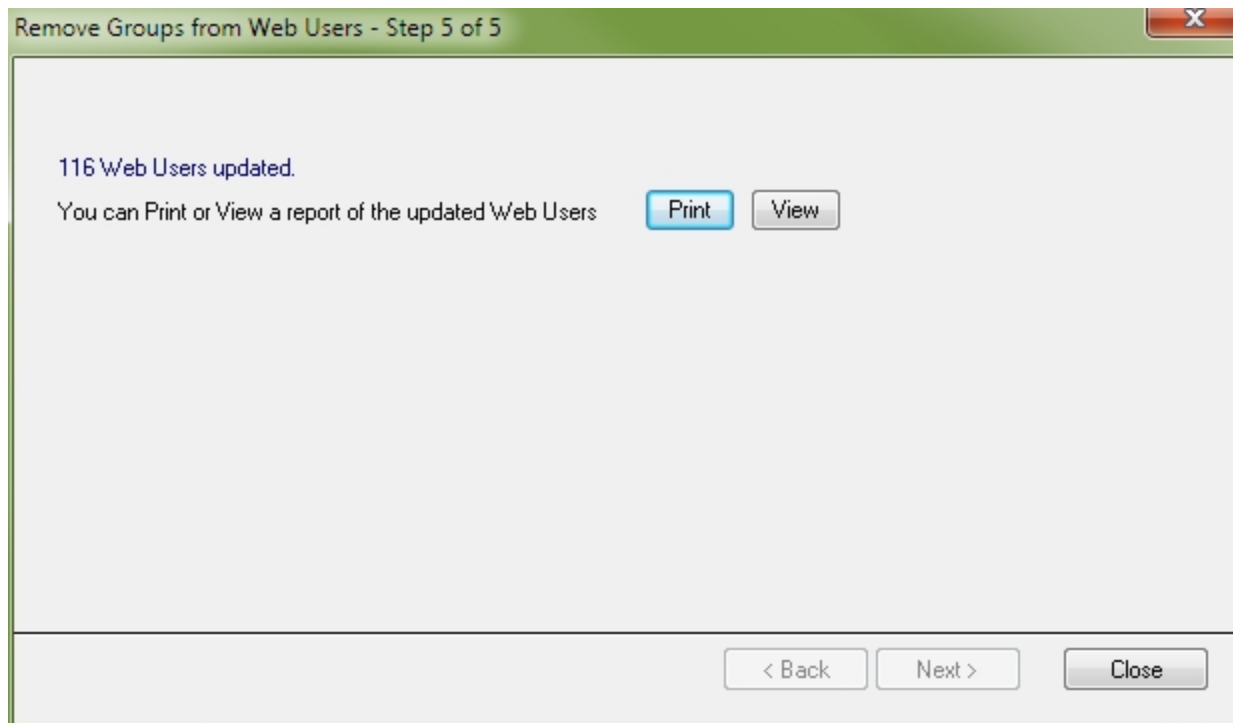 Remove Groups from Web Users - Step 5 of 5
X
116 Web Users updated.
You can Print or View a report of the updated Web Users Print View
< Back Next > Close